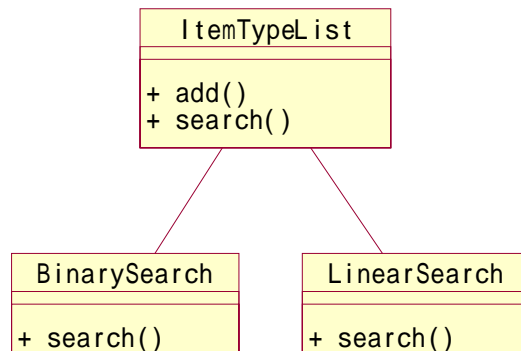 ItemTypeList
+ add()
+ search()
BinarySearch
LinearSearch
+ search()
+ search()